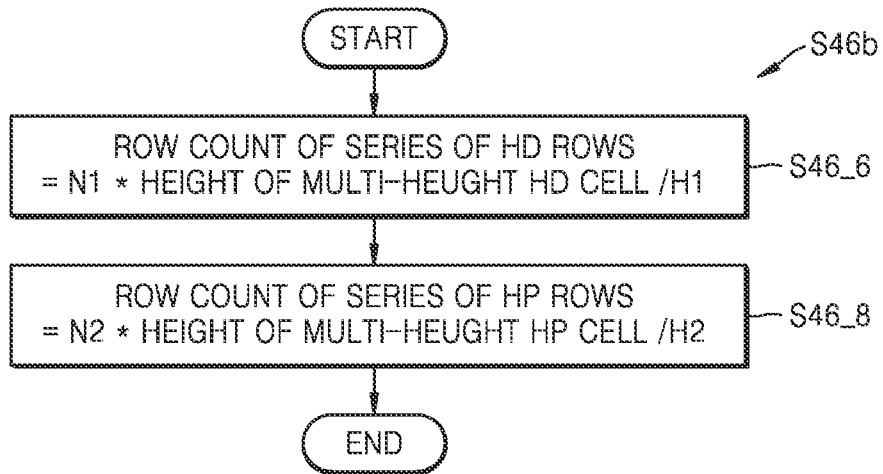 START
S46b
ROW COUNT OF SERIES OF HD ROWS
= N1 * HEIGHT OF MULTI-HEUGHT HD CELL /H1
S46_6
ROW COUNT OF SERIES OF HP ROWS
= N2 * HEIGHT OF MULTI-HEUGHT HP CELL /H2
S46_8
END